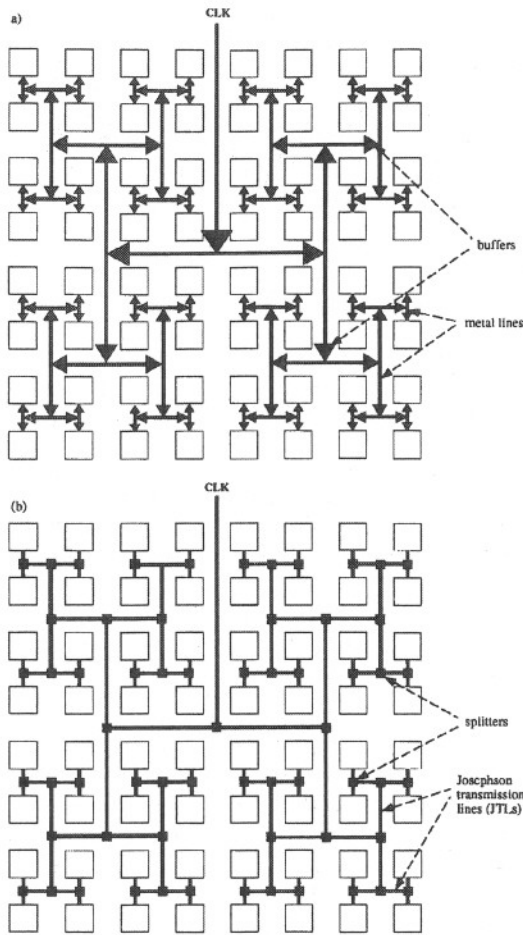 a)
CLK
buffers
metal lines
(b)
CLK
splitters
Josephson
transmission
lines (JTLs)